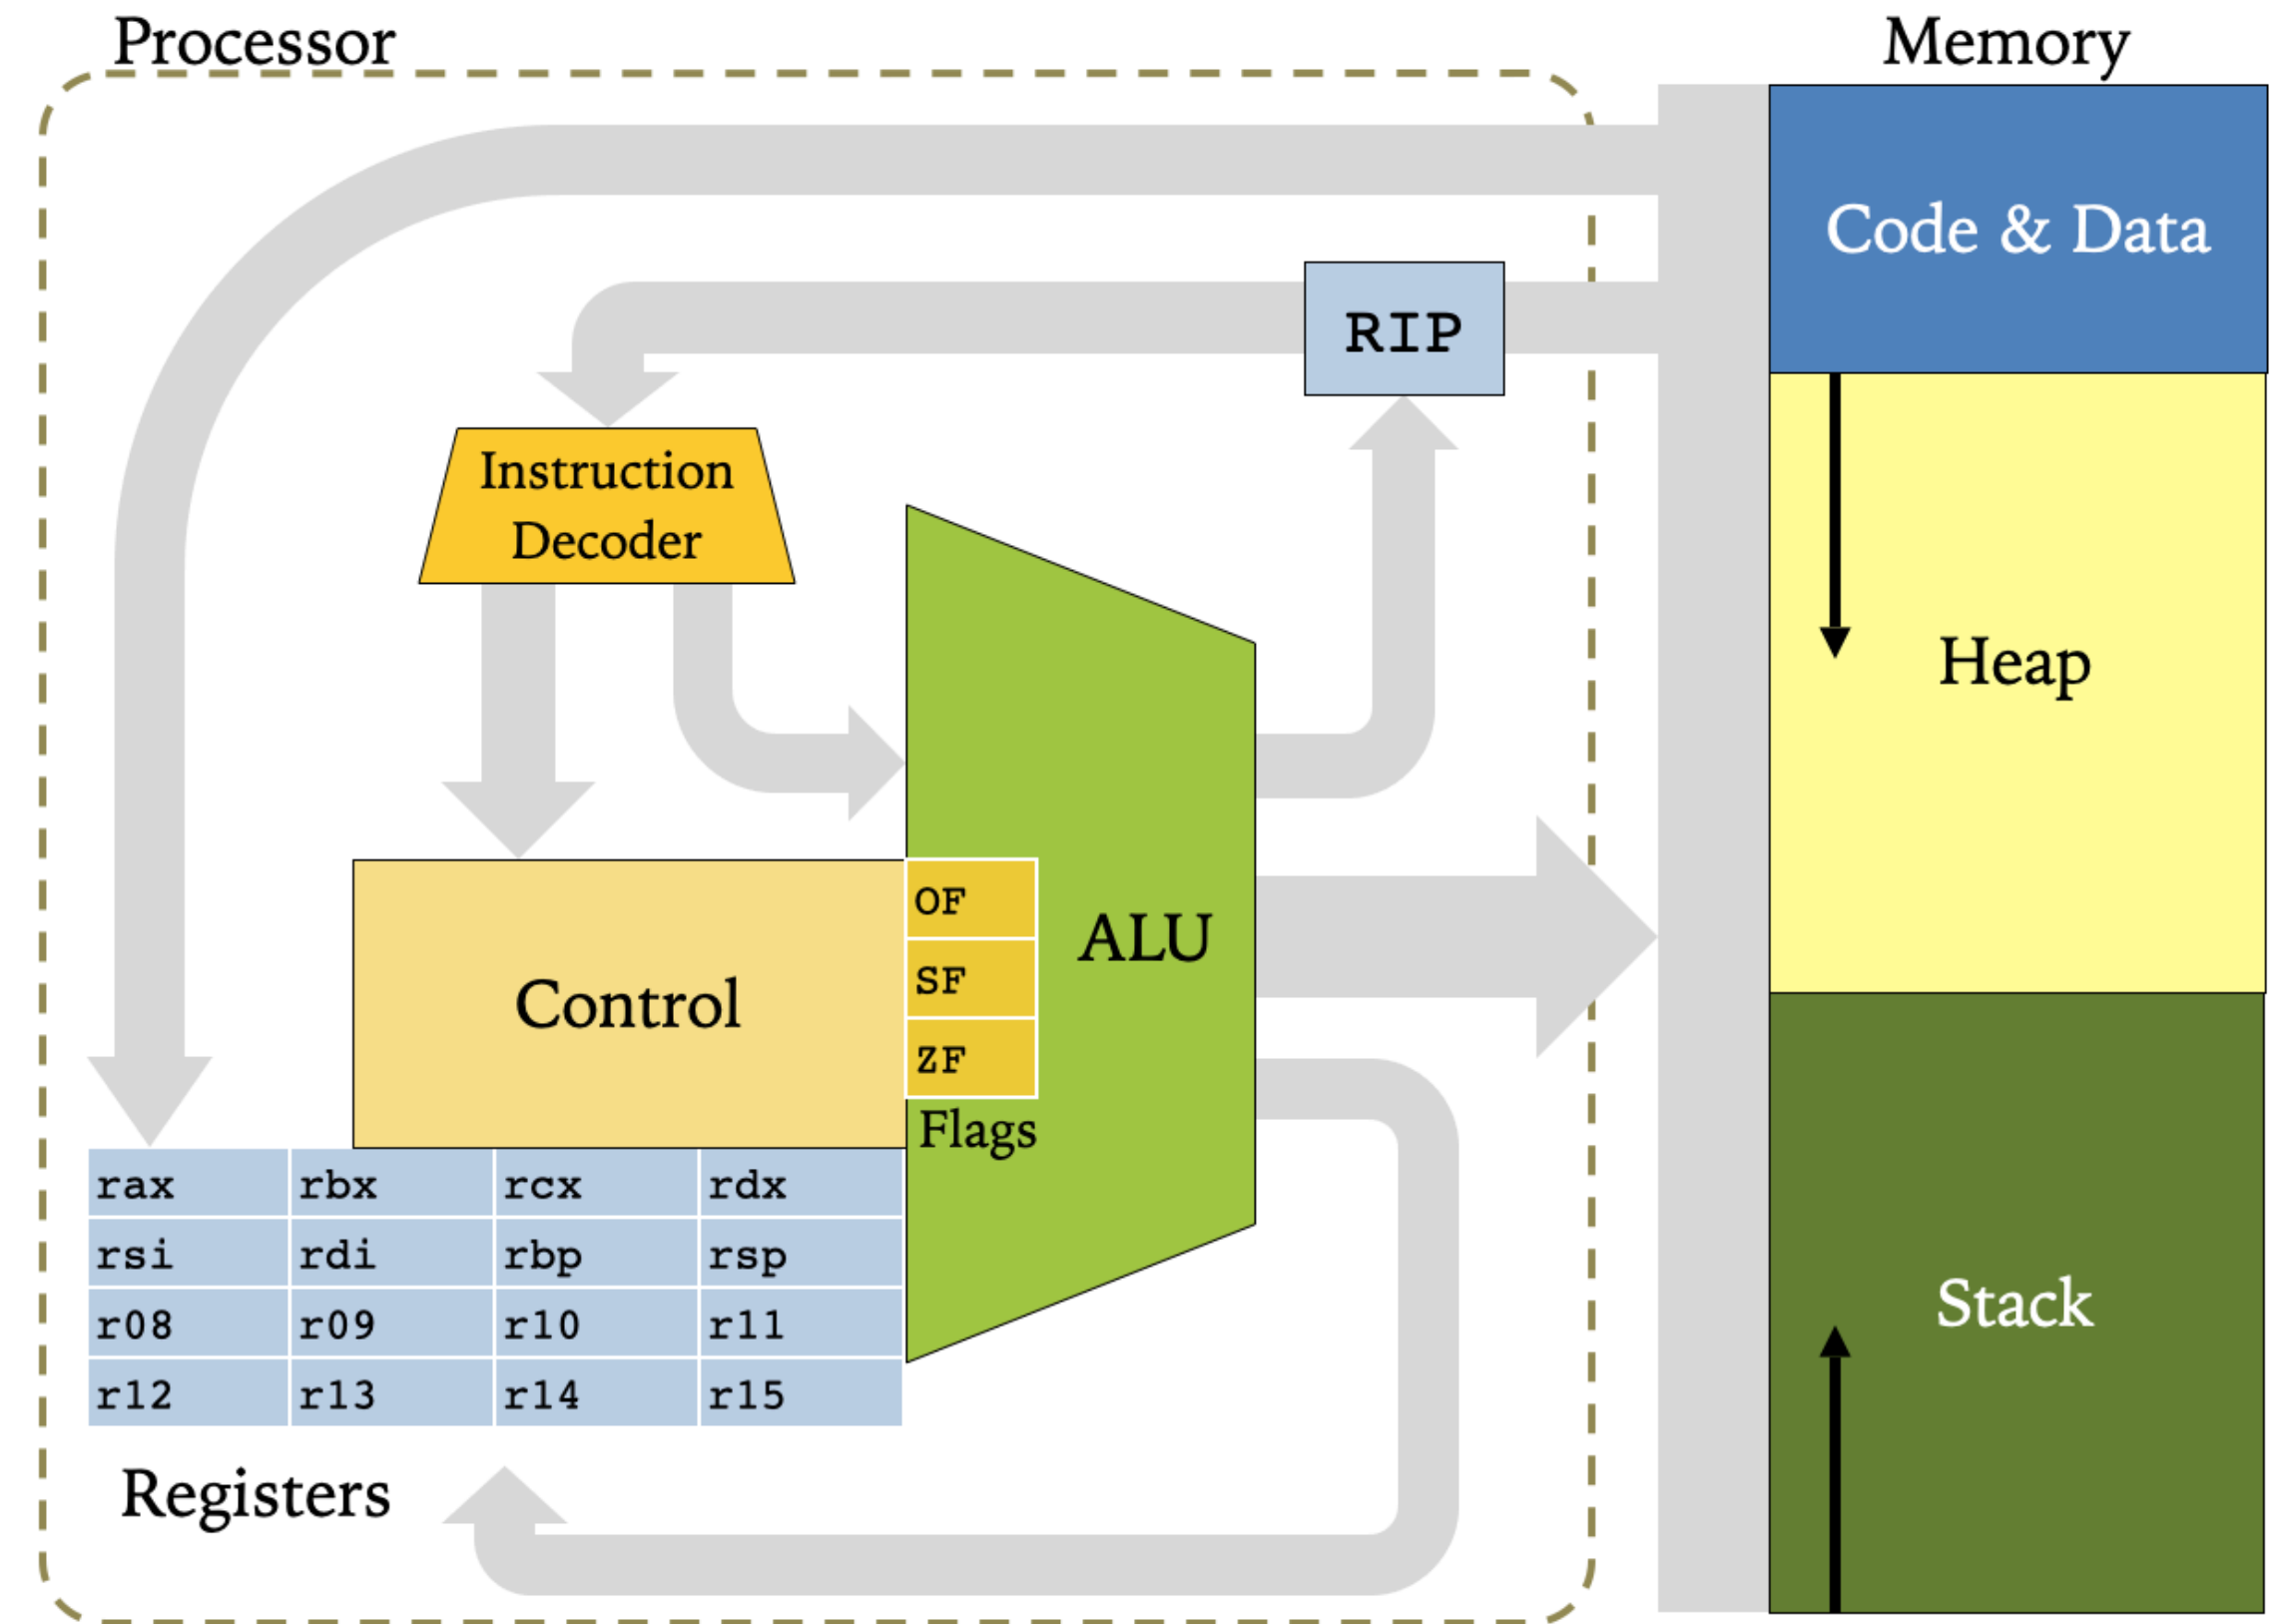 Processor
Memory
Code & Data
RIP
Instruction
Decoder
Heap
OF
SF
ZF
Flags
ALU
Control
Stack
rax rbx rcx rdx
rsi rdi rbp rsp
r08 r09 r10 r11
r12 r13 r14 r15
Registers